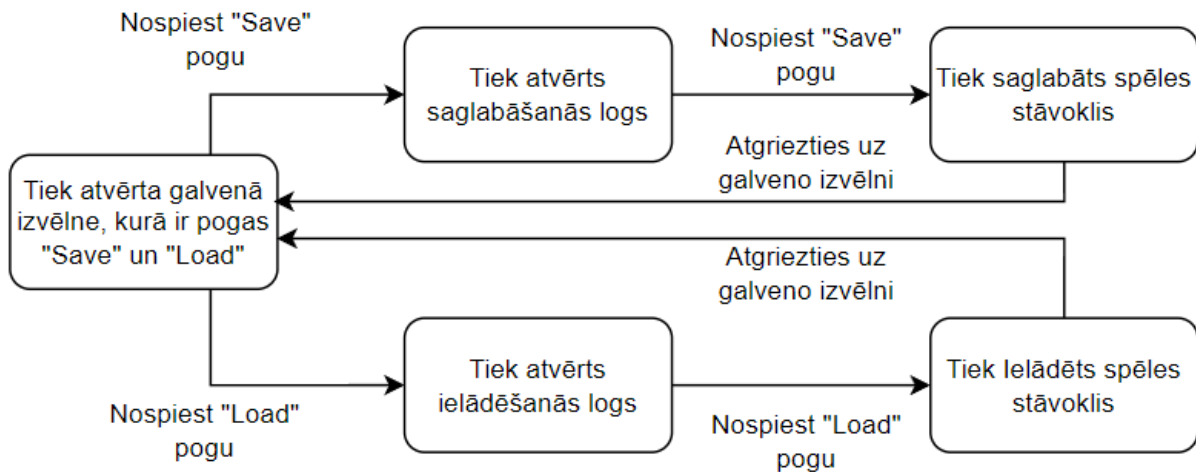 Nospiest "Save"
pogu
Tiek atvērts
saglabāšanās logs
Nospiest "Save"
pogu
Tiek saglabāts spēles
stāvoklis
Atgriezties uz
galveno izvēlni
Tiek atvērta galvenā
izvēlne, kurā ir pogas
"Save" un "Load"
Atgriezties uz
galveno izvēlni
Nospiest "Load"
pogu
Tiek atvērts
ielādēšanās logs
Nospiest "Load"
pogu
Tiek Ielādēts spēles
stāvoklis